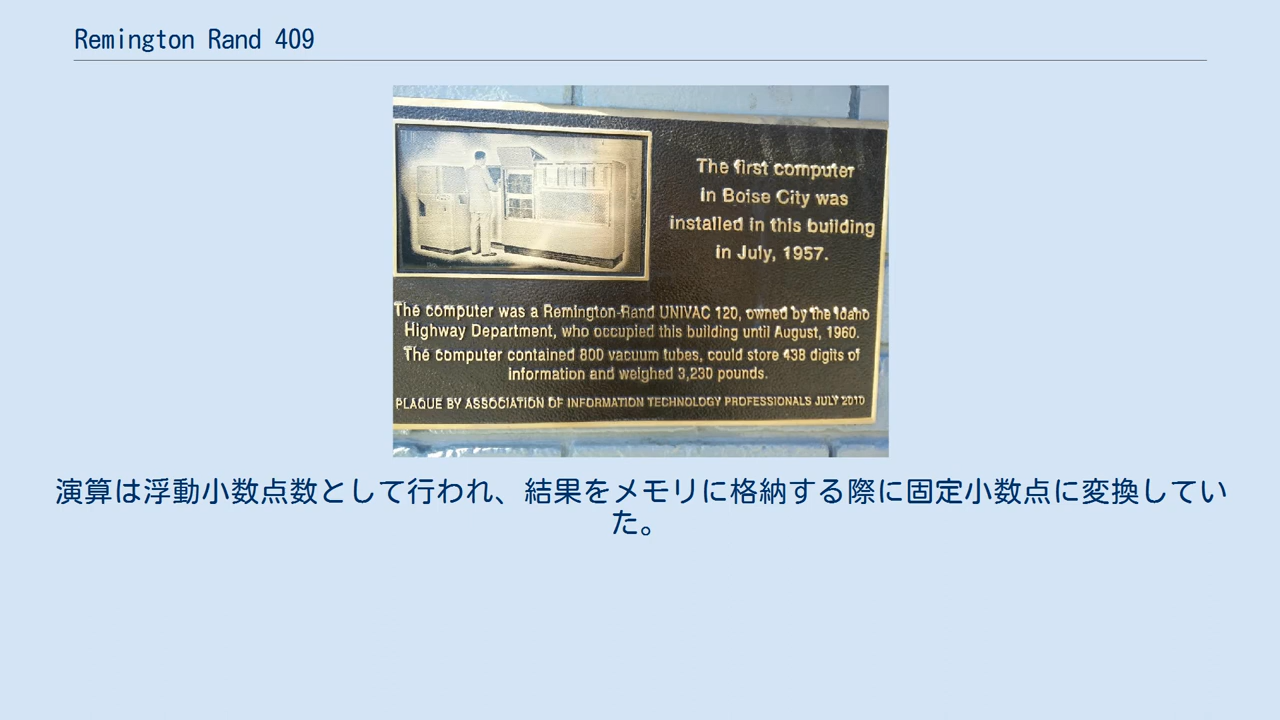 Remington Rand 409
The first computer
in Boise City was
installed in this building
in July, 1957.
The computer was a Remington-Rand UNIVAC 120, owned by the Idaho
Highway Department, who occupied this building until August, 1960.
The computer contained 800 vacuum tubes, could store 438 digits of
information and weighed 3,230 pounds.
PLAQUE BY ASSOCIATION OF INFORMATION TECHNOLOGY PROFESSIONALS JULY 2010
演算は浮動小数点数として行われ、結果をメモリに格納する際に固定小数点に変換してい
た。